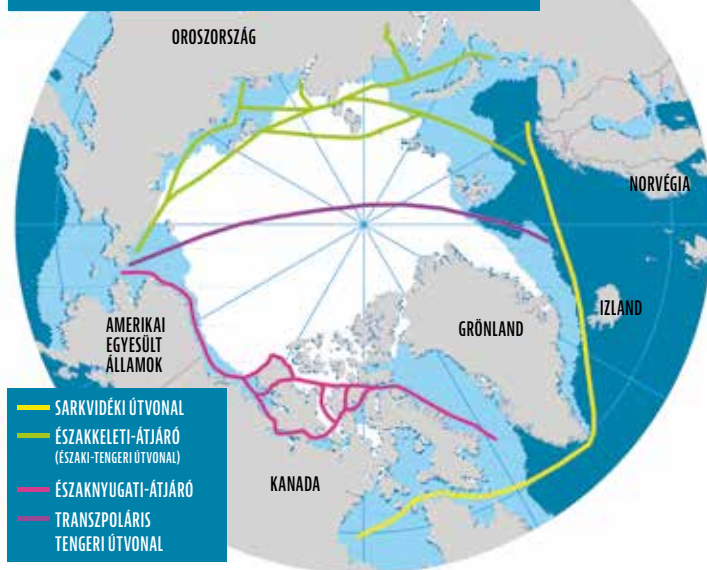 OROSZORSZÁG
NORVÉGIA
IZLAND
GRÖNLAND
AMERIKAI
EGYESÜLT
ÁLLAMOK
KANADA
SARKVIDÉKI ÚTVONAL
ÉSZAKKELETI-ÁTJÁRÓ
(ÉSZAKI-TENGERI ÚTVONAL)
ÉSZAKNYUGATI-ÁTJÁRÓ
TRANSZPOLÁRIS
TENGERI ÚTVONAL